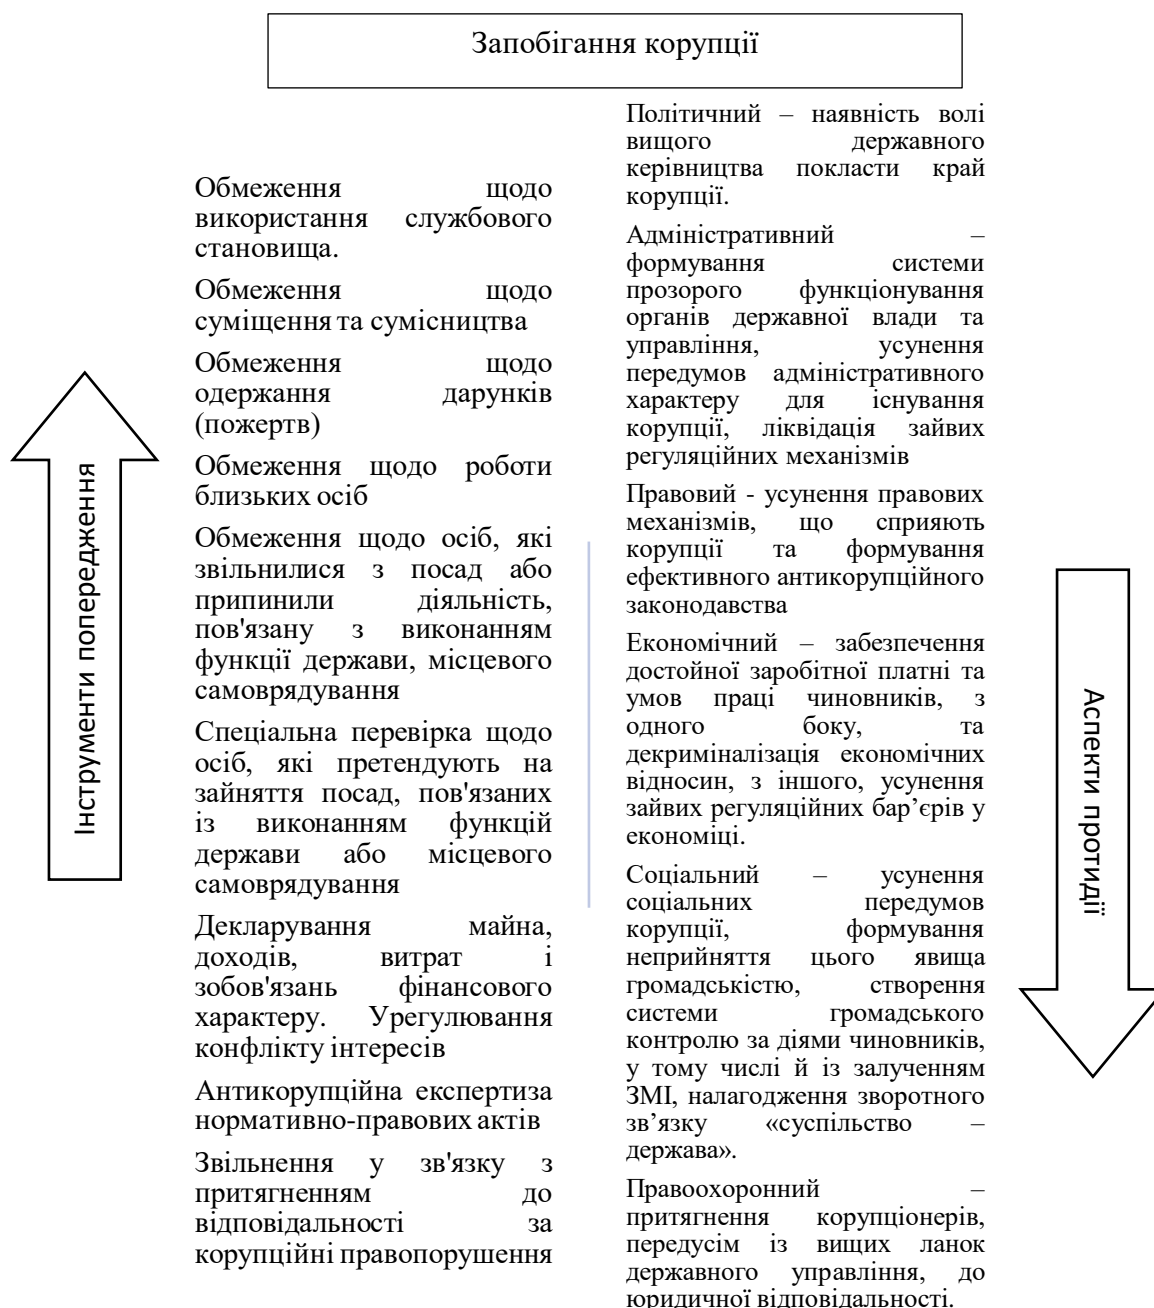 Запобігання корупції
Інструменти попередження
Обмеження щодо
використання службового
становища.
Обмеження щодо
суміщення та сумісництва
Обмеження щодо
одержання дарунків
(пожертв)
Обмеження щодо роботи
близьких осіб
Обмеження щодо осіб, які
звільнилися з посад або
припинили діяльність,
пов'язану з виконанням
функції держави, місцевого
самоврядування
Спеціальна перевірка щодо
осіб, які претендують на
зайняття посад, пов'язаних
із виконанням функцій
держави або місцевого
самоврядування
Декларування майна,
доходів, витрат і
зобов'язань фінансового
характеру. Урегулювання
конфлікту інтересів
Антикорупційна експертиза
нормативно-правових актів
Звільнення у зв'язку з
притягненням до
відповідальності за
корупційні правопорушення
Політичний – наявність волі
вищого державного
керівництва покласти край
корупції.
Адміністративний –
формування системи
прозорого функціонування
органів державної влади та
управління, усунення
передумов адміністративного
характеру для існування
корупції, ліквідація зайвих
регуляційних механізмів
Правовий - усунення правових
механізмів, що сприяють
корупції та формування
ефективного антикорупційного
законодавства
Економічний – забезпечення
достойної заробітної платні та
умов праці чиновників, з
одного боку, та
декриміналізація економічних
відносин, з іншого, усунення
зайвих регуляційних бар’єрів у
економіці.
Соціальний – усунення
соціальних передумов
корупції, формування
неприйняття цього явища
громадськістю, створення
системи громадського
контролю за діями чиновників,
у тому числі й із залученням
ЗМІ, налагодження зворотного
зв’язку «суспільство –
держава».
Правоохоронний –
притягнення корупціонерів,
передусім із вищих ланок
державного управління, до
юридичної відповідальності.
Аспекти протидії